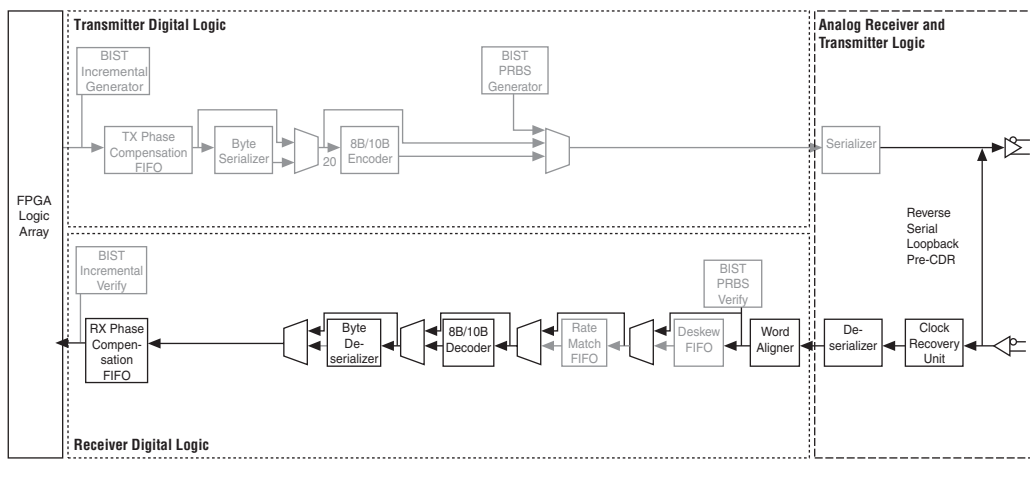 Transmitter Digital Logic
Analog Receiver and
Transmitter Logic
BIST
Incremental
Generator
BIST
PRBS
Generator
TX Phase
Compensation
FIFO
Byte
Serializer
20
8B/10B
Encoder
Serializer
FPGA
Logic
Array
Reverse
Serial
Loopback
Pre-CDR
BIST
Incremental
Verify
BIST
PRBS
Verify
RX Phase
Compen-
sation
FIFO
Byte
De-
serializer
8B/10B
Decoder
Rate
Match
FIFO
Deskew
FIFO
Word
Aligner
De-
serializer
Clock
Recovery
Unit
Receiver Digital Logic